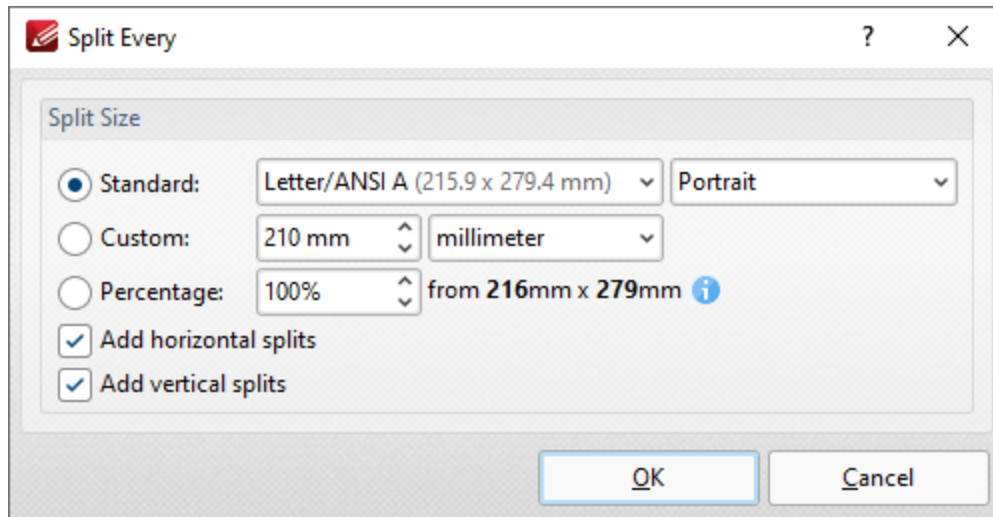 Split Every ?
Split Size
Standard: Letter/ANSI A (215.9 x 279.4 mm) Portrait
Custom: 210 mm millimeter
Percentage: 100% from 216mm x 279mm i
Add horizontal splits
Add vertical splits
OK Cancel